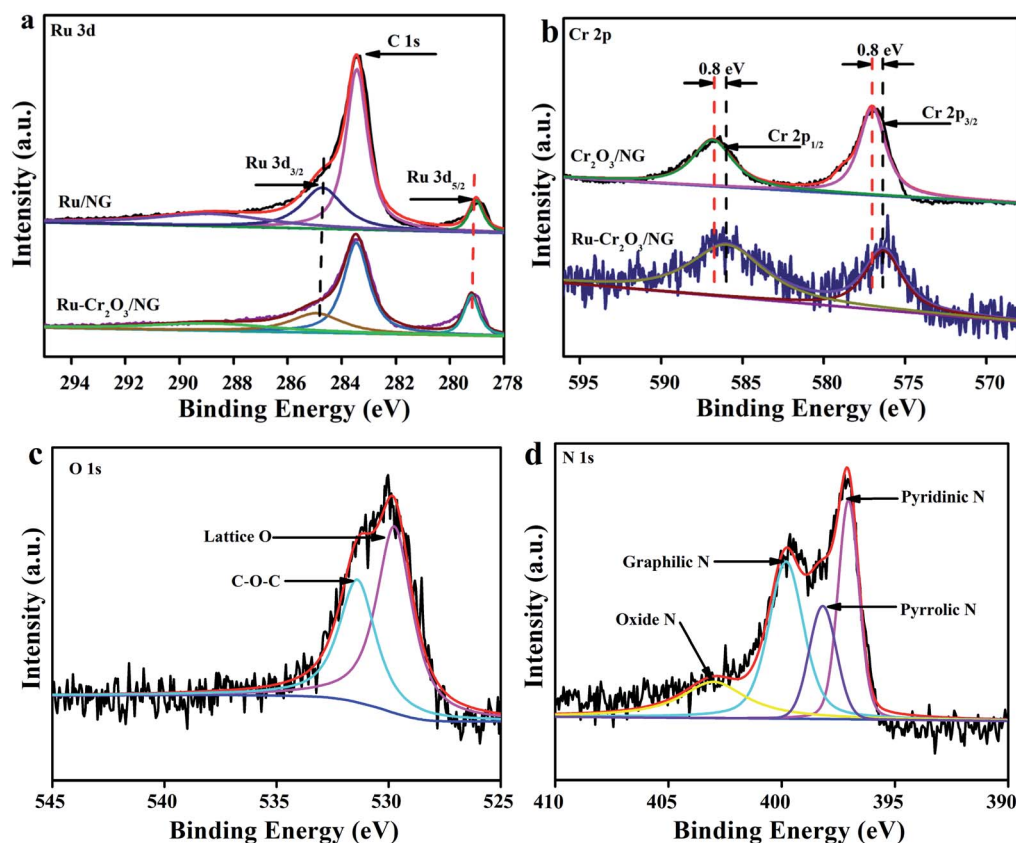 a
Ru 3d
C 1s
Ru 3d3/2
Ru 3d5/2
Ru/NG
Ru-Cr2O3/NG
Intensity (a.u.)
294 292 290 288 286 284 282 280 278
Binding Energy (eV)
b
Cr 2p
0.8 eV
0.8 eV
Cr 2p3/2
Cr 2p1/2
Cr2O3/NG
Ru-Cr2O3/NG
Intensity (a.u.)
595 590 585 580 575 570
Binding Energy (eV)
c
O 1s
Lattice O
C-O-C
Intensity (a.u.)
545 540 535 530 525
Binding Energy (eV)
d
N 1s
Pyridinic N
Graphilic N
Pyrrolic N
Oxide N
Intensity (a.u.)
410 405 400 395 390
Binding Energy (eV)